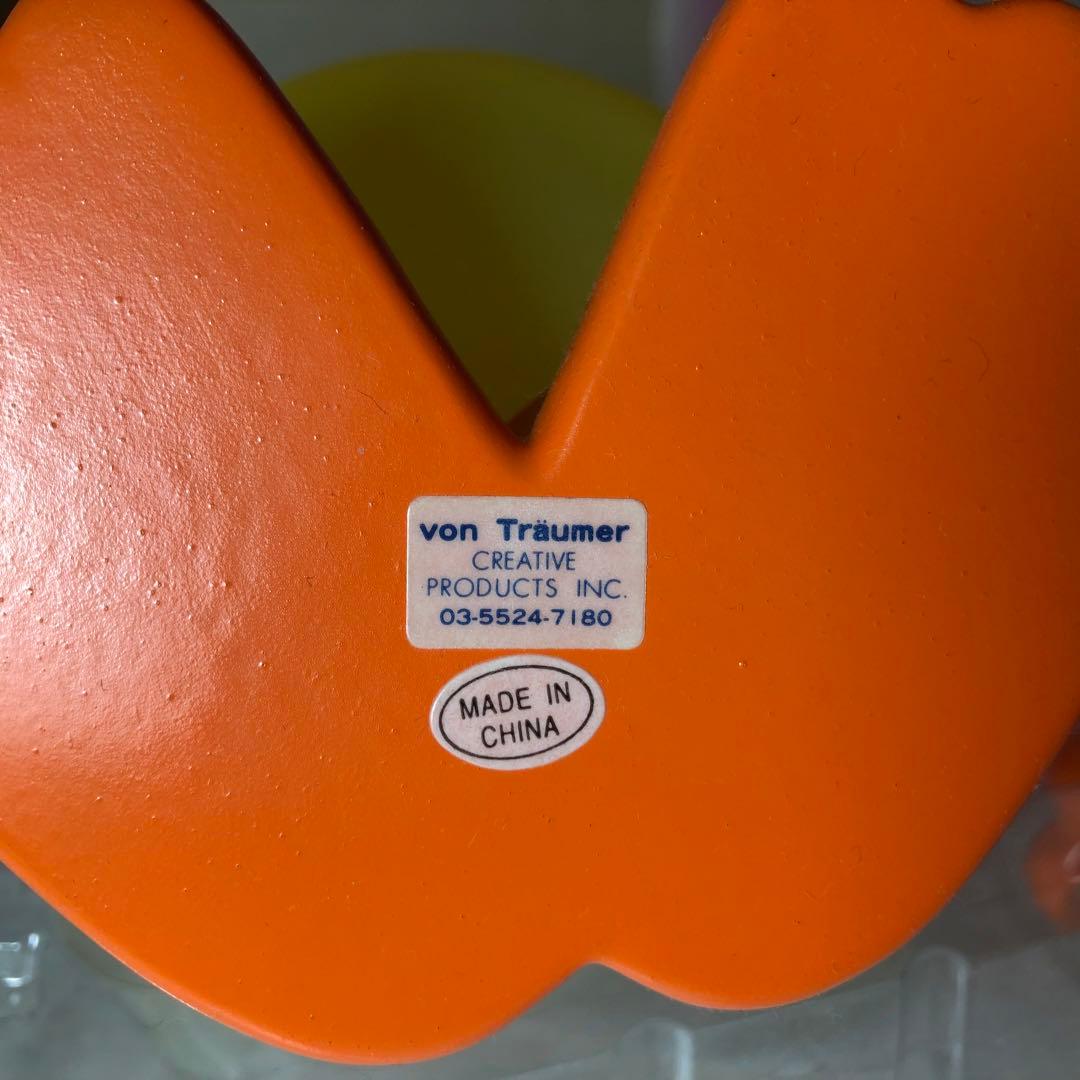 von Träumer
CREATIVE
PRODUCTS INC.
03-5524-7180
MADE IN
CHINA